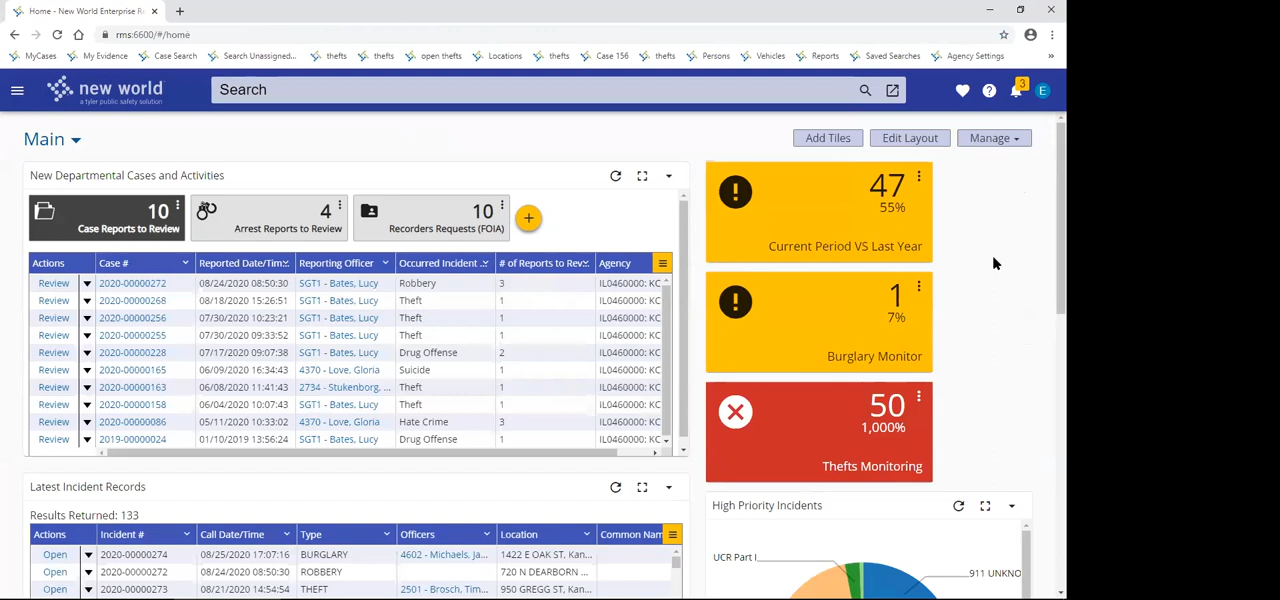 Home - New World Enterprise R
rms:6600/#/home
MyCases My Evidence Case Search Search Unassigned... thefts thefts open thefts Locations thefts Case 156 thefts Persons Vehicles Reports Saved Searches Agency Settings »
new world
a tyler public safety solution
Search
3
E
Main
Add Tiles Edit Layout Manage
New Departmental Cases and Activities
10
Case Reports to Review
4
Arrest Reports to Review
10
Recorders Requests (FOIA)
+
Actions Case # Reported Date/Tim... Reporting Officer Occurred Incident ... # of Reports to Rev... Agency
Review 2020-00000272 08/24/2020 08:50:30 SGT1 - Bates, Lucy Robbery 3 IL0460000: KC
Review 2020-00000268 08/18/2020 15:26:51 SGT1 - Bates, Lucy Theft 1 IL0460000: KC
Review 2020-00000256 07/30/2020 10:23:21 SGT1 - Bates, Lucy Theft 1 IL0460000: KC
Review 2020-00000255 07/30/2020 09:33:52 SGT1 - Bates, Lucy Theft 1 IL0460000: KC
Review 2020-00000228 07/17/2020 09:07:38 SGT1 - Bates, Lucy Drug Offense 2 IL0460000: KC
Review 2020-00000165 06/09/2020 16:34:43 4370 - Love, Gloria Suicide 1 IL0460000: KC
Review 2020-00000163 06/08/2020 11:41:43 2734 - Stukenborg, ... Theft 1 IL0460000: KC
Review 2020-00000158 06/04/2020 10:07:43 SGT1 - Bates, Lucy Theft 1 IL0460000: KC
Review 2020-00000086 05/11/2020 10:33:02 4370 - Love, Gloria Hate Crime 3 IL0460000: KC
Review 2019-00000024 01/10/2019 13:56:24 SGT1 - Bates, Lucy Drug Offense 1 IL0460000: KC
47
55%
Current Period VS Last Year
1
7%
Burglary Monitor
50
1,000%
Thefts Monitoring
Latest Incident Records
Results Returned: 133
Actions Incident # Call Date/Time Type Officers Location Common Nam
Open 2020-00000274 08/25/2020 17:07:16 BURGLARY 4602 - Michaels, Ja... 1422 E OAK ST, Kan...
Open 2020-00000272 08/24/2020 08:50:30 ROBBERY 720 N DEARBORN ...
Open 2020-00000273 08/21/2020 14:54:54 THEFT 2501 - Brosch, Tim... 950 GREGG ST, Kan...
High Priority Incidents
UCR Part I
911 UNKNO